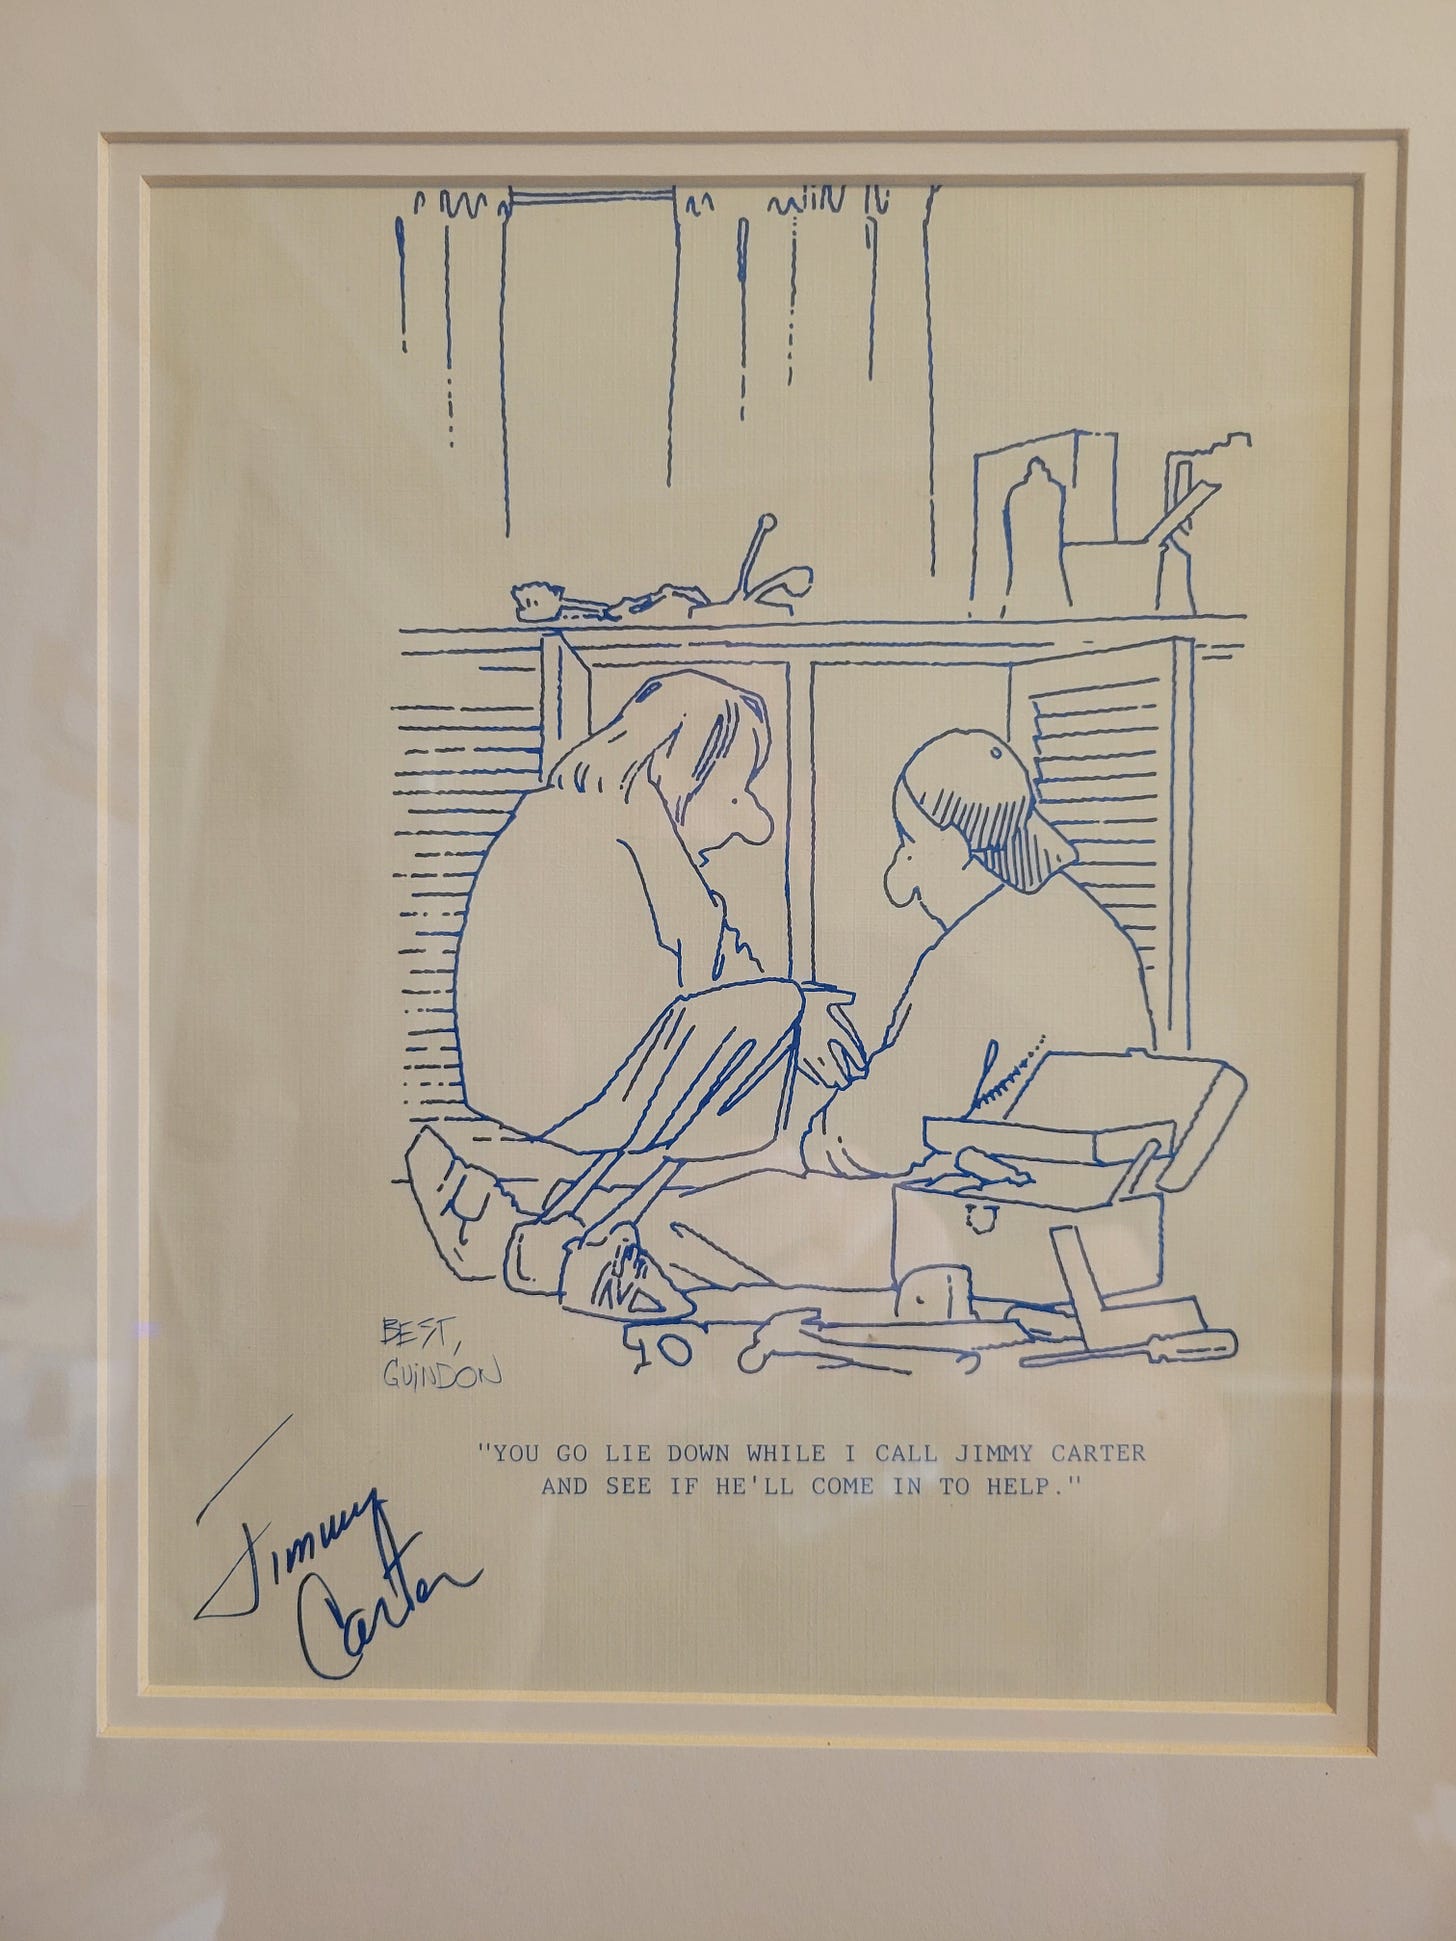 BEST,
GUINDON
"YOU GO LIE DOWN WHILE I CALL JIMMY CARTER
AND SEE IF HE'LL COME IN TO HELP."
Jimmy
Carter